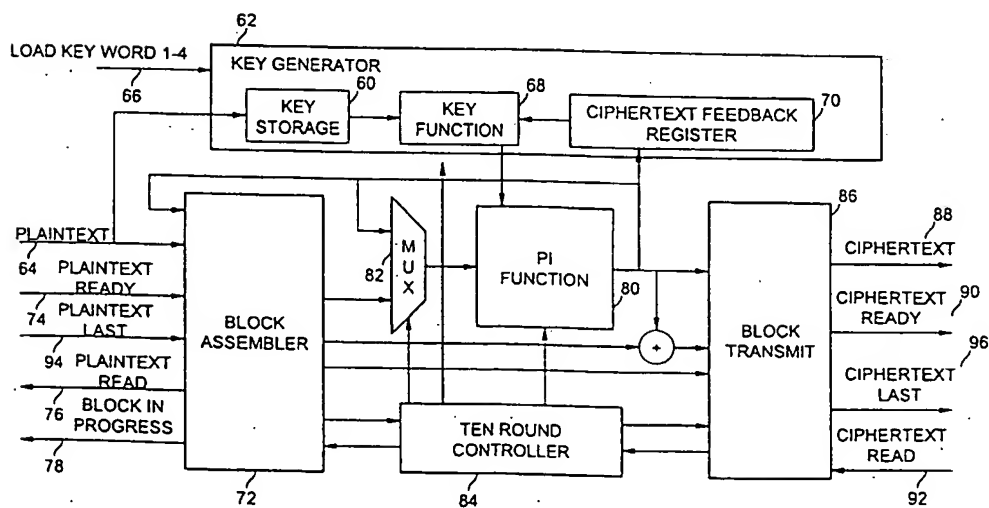 62
LOAD KEY WORD 1-4
66
KEY GENERATOR
60
KEY
STORAGE
68
KEY
FUNCTION
70
CIPHERTEXT FEEDBACK
REGISTER
PLAINTEXT
64
PLAINTEXT
READY
74
PLAINTEXT
LAST
94
PLAINTEXT
READ
76
BLOCK IN
PROGRESS
78
BLOCK
ASSEMBLER
72
82
M
U
X
PI
FUNCTION
80
+
TEN ROUND
CONTROLLER
84
86
BLOCK
TRANSMIT
88
CIPHERTEXT
CIPHERTEXT
READY
90
CIPHERTEXT
LAST
96
CIPHERTEXT
READ
92